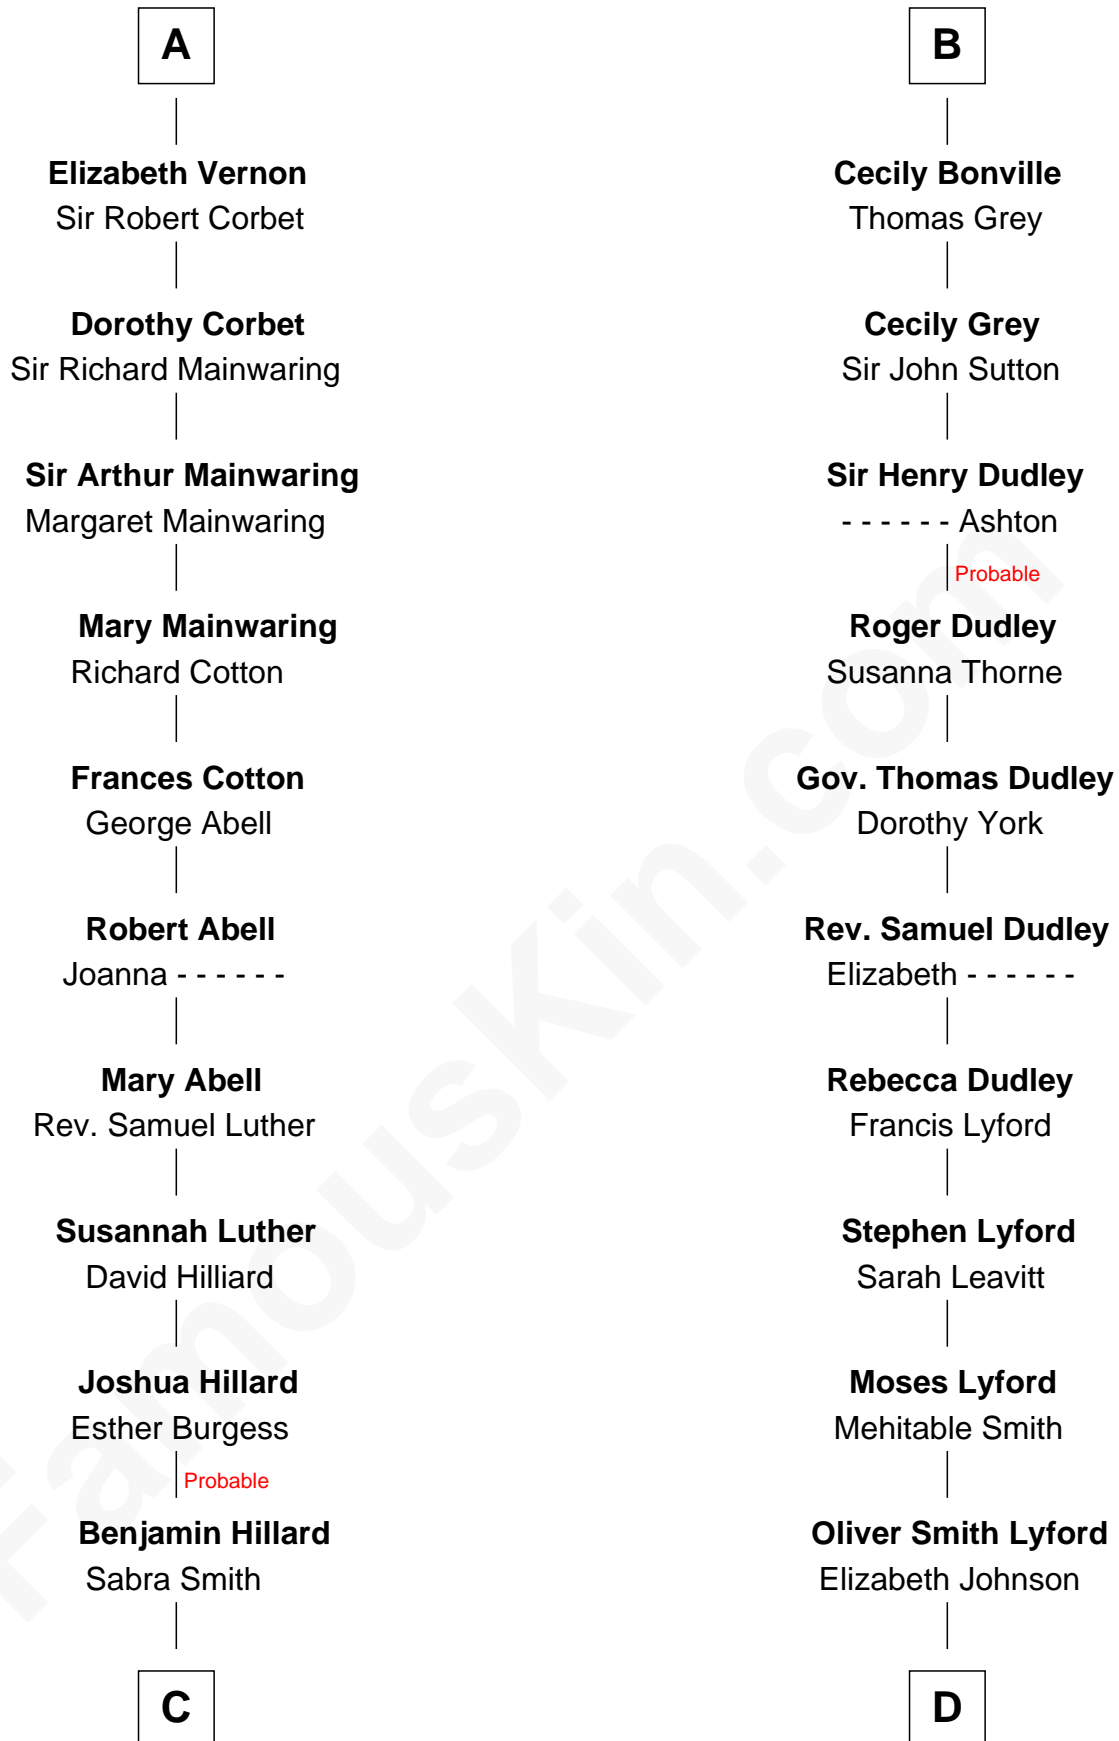 A
Elizabeth Vernon
Sir Robert Corbet
Dorothy Corbet
Sir Richard Mainwaring
Sir Arthur Mainwaring
Margaret Mainwaring
Mary Mainwaring
Richard Cotton
Frances Cotton
George Abell
Robert Abell
Joanna - - - - - -
Mary Abell
Rev. Samuel Luther
Susannah Luther
David Hilliard
Joshua Hillard
Esther Burgess
Probable
Benjamin Hillard
Sabra Smith
C
B
Cecily Bonville
Thomas Grey
Cecily Grey
Sir John Sutton
Sir Henry Dudley
- - - - - - Ashton
Probable
Roger Dudley
Susanna Thorne
Gov. Thomas Dudley
Dorothy York
Rev. Samuel Dudley
Elizabeth - - - - - -
Rebecca Dudley
Francis Lyford
Stephen Lyford
Sarah Leavitt
Moses Lyford
Mehitable Smith
Oliver Smith Lyford
Elizabeth Johnson
D
FamousKin.com